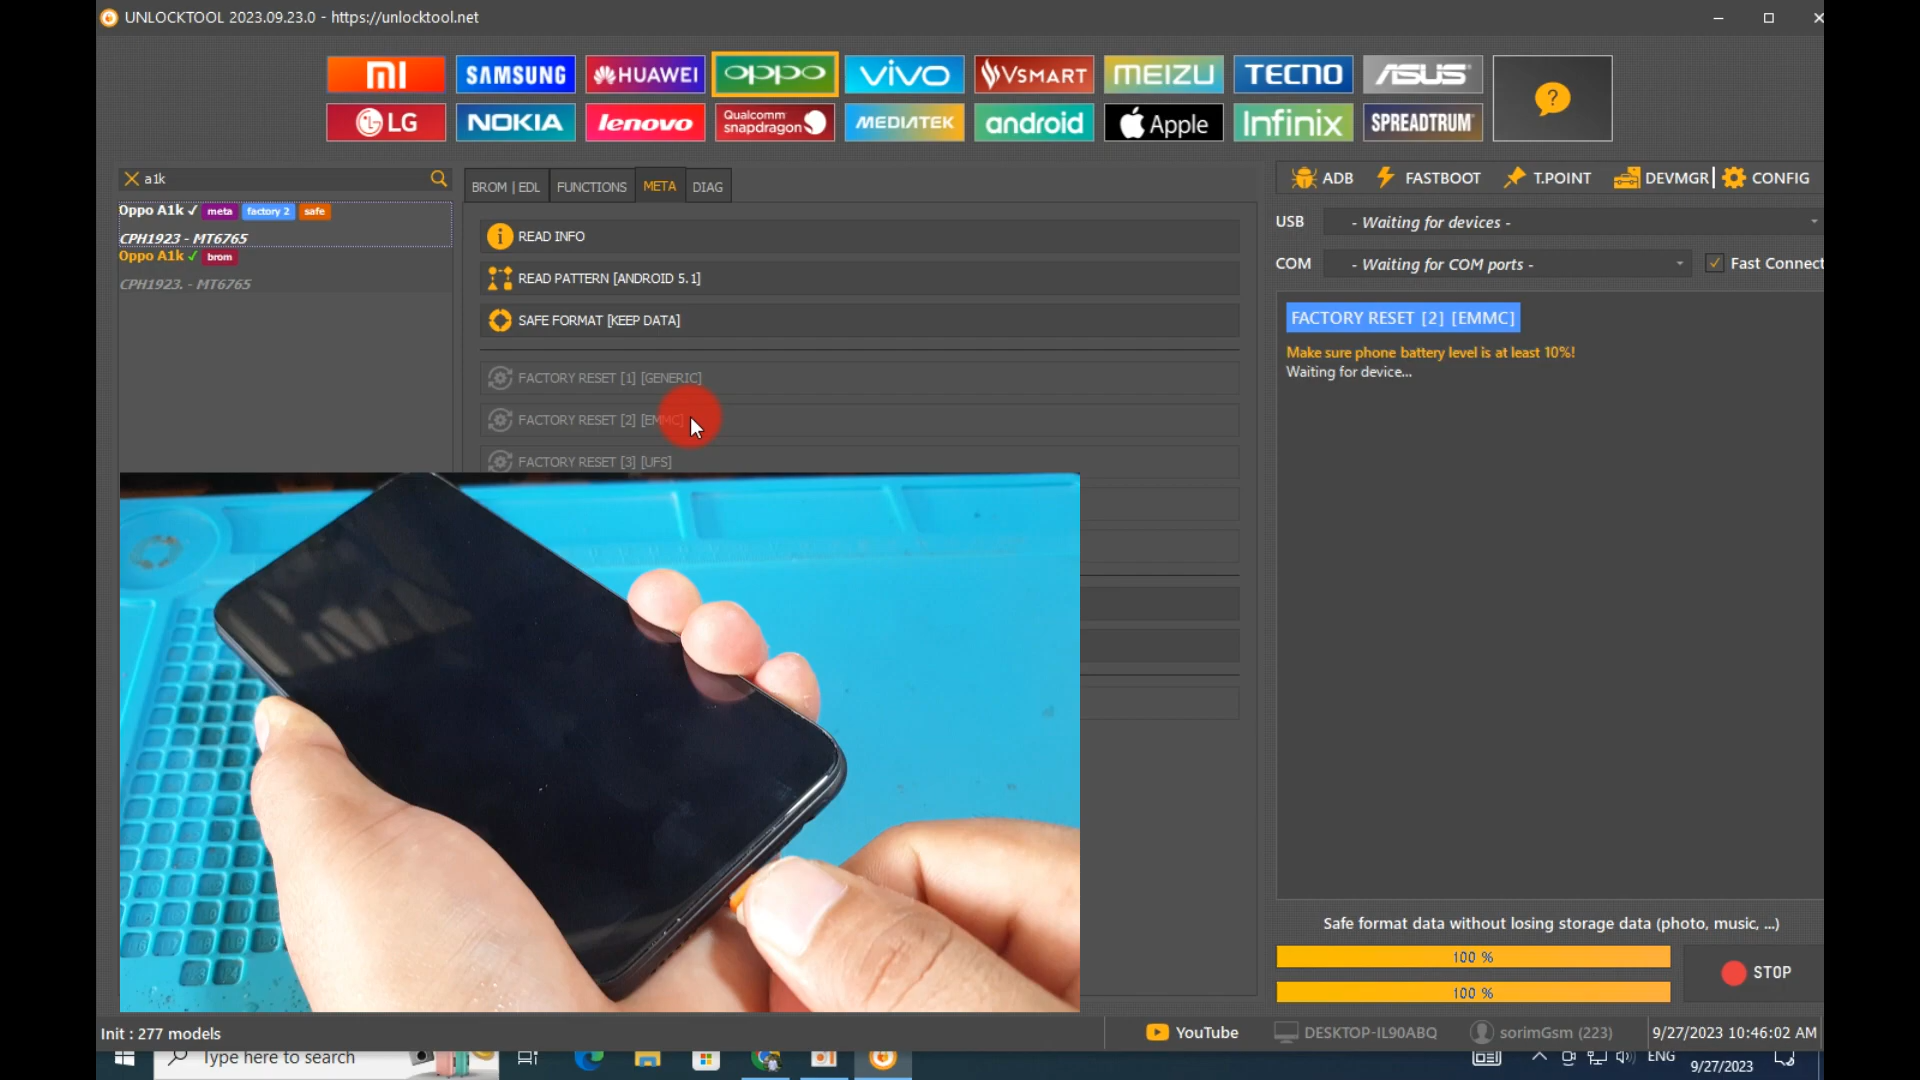 UNLOCKTOOL 2023.09.23.0 - https://unlocktool.net
mi SAMSUNG HUAWEI oppo vivo VSMART MEIZU TECNO ASUS ?
LG NOKIA lenovo Qualcomm snapdragon MEDIATEK android Apple Infinix SPREADTRUM
a1k
Oppo A1k ✓ meta factory 2 safe
CPH1923 - MT6765
Oppo A1k ✓ brom
CPH1923. - MT6765
BROM | EDL FUNCTIONS META DIAG
READ INFO
READ PATTERN [ANDROID 5.1]
SAFE FORMAT [KEEP DATA]
FACTORY RESET [1] [GENERIC]
FACTORY RESET [2] [EMMC]
FACTORY RESET [3] [UFS]
ADB FASTBOOT T.POINT DEVMGR CONFIG
USB - Waiting for devices -
COM - Waiting for COM ports - Fast Connect
FACTORY RESET [2] [EMMC]
Make sure phone battery level is at least 10%!
Waiting for device...
Safe format data without losing storage data (photo, music, ...)
100 %
100 %
STOP
Init : 277 models
YouTube DESKTOP-IL90ABQ sorimGsm (223) 9/27/2023 10:46:02 AM
Type here to search
ENG
9/27/2023